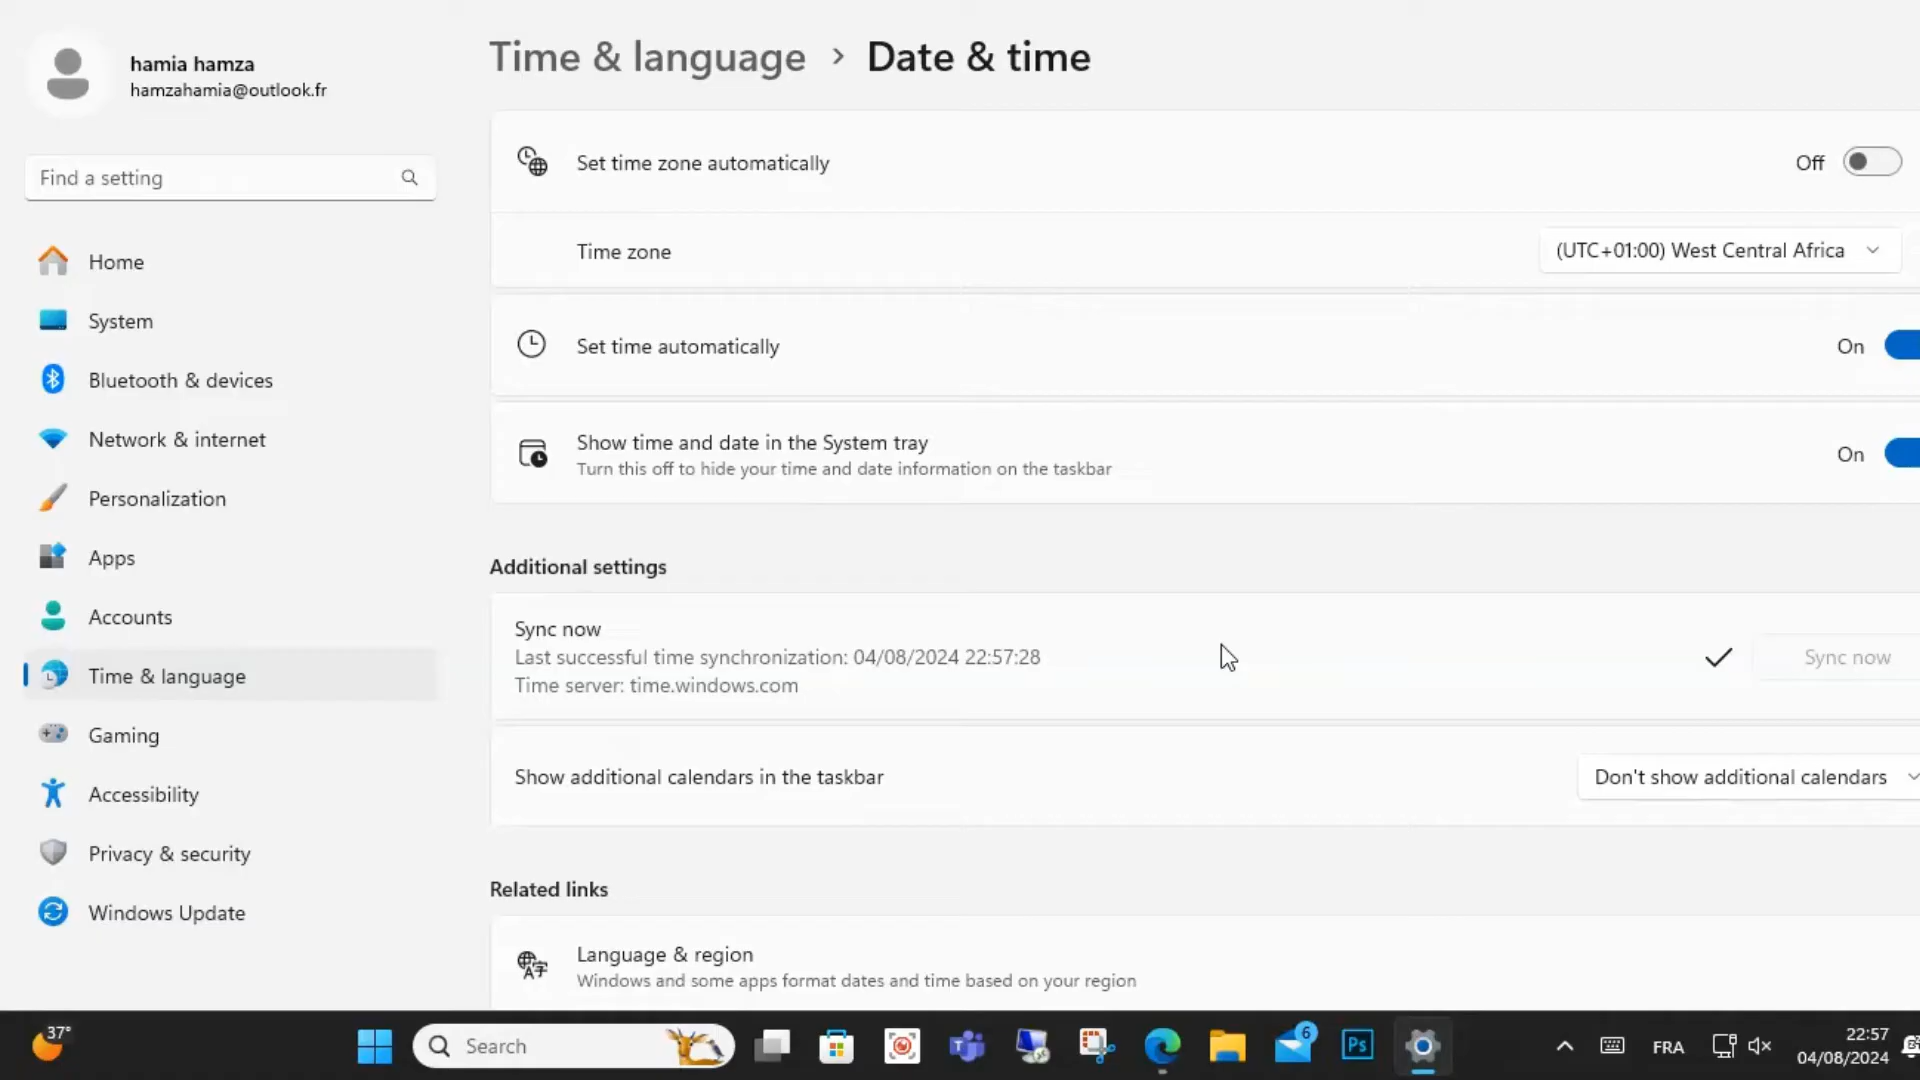 hamia hamza
hamzahamia@outlook.fr
Find a setting
Home
System
Bluetooth & devices
Network & internet
Personalization
Apps
Accounts
Time & language
Gaming
Accessibility
Privacy & security
Windows Update
Time & language > Date & time
Set time zone automatically
Off
Time zone
(UTC+01:00) West Central Africa
Set time automatically
On
Show time and date in the System tray
Turn this off to hide your time and date information on the taskbar
On
Additional settings
Sync now
Last successful time synchronization: 04/08/2024 22:57:28
Time server: time.windows.com
Sync now
Show additional calendars in the taskbar
Don't show additional calendars
Related links
Language & region
Windows and some apps format dates and time based on your region
37°
Search
6
Ps
FRA
22:57
04/08/2024